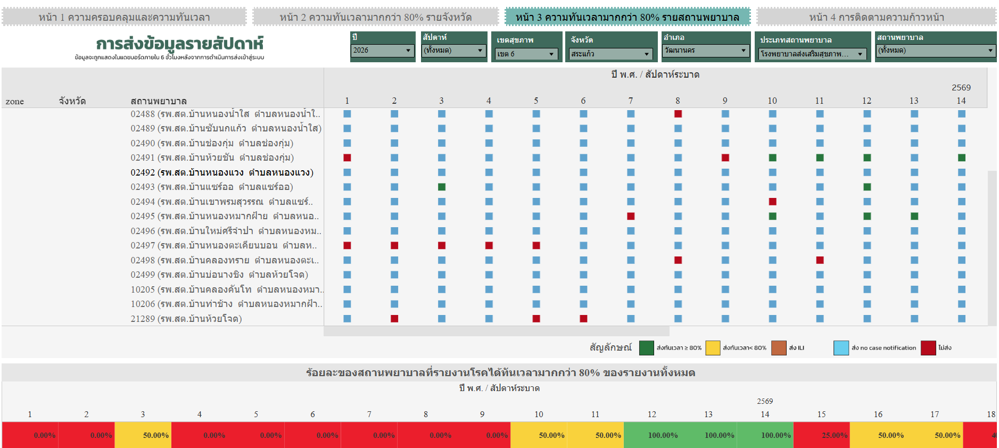 หน้า 1 ความครอบคลุมและความทันเวลา
หน้า 2 ความทันเวลามากกว่า 80% รายจังหวัด
หน้า 3 ความทันเวลามากกว่า 80% รายสถานพยาบาล
หน้า 4 การติดตามความก้าวหน้า
การส่งข้อมูลรายสัปดาห์
ข้อมูลจะถูกแสดงในแดชบอร์ดภายใน 6 ชั่วโมงหลังจากการดำเนินการส่งเข้าสู่ระบบ
ปี
2026
สัปดาห์
(ทั้งหมด)
เขตสุขภาพ
เขต 6
จังหวัด
สระแก้ว
อำเภอ
วัฒนานคร
ประเภทสถานพยาบาล
โรงพยาบาลส่งเสริมสุขภาพ...
สถานพยาบาล
(ทั้งหมด)
ปี พ.ศ. / สัปดาห์ระบาด
2569
zone จังหวัด สถานพยาบาล 1 2 3 4 5 6 7 8 9 10 11 12 13 14
02488 (รพ.สต.บ้านหนองน้ำใส ตำบลหนองน้ำใ..
02489 (รพ.สต.บ้านซับนกแก้ว ตำบลหนองน้ำใส)
02490 (รพ.สต.บ้านช่องกุ่ม ตำบลช่องกุ่ม)
02491 (รพ.สต.บ้านห้วยชัน ตำบลช่องกุ่ม)
02492 (รพ.สต.บ้านหนองแวง ตำบลหนองแวง)
02493 (รพ.สต.บ้านแซร์ออ ตำบลแซร์ออ)
02494 (รพ.สต.บ้านเขาพรมสุวรรณ ตำบลแซร์..
02495 (รพ.สต.บ้านหนองหมากฝ้าย ตำบลหนอ..
02496 (รพ.สต.บ้านใหม่ศรีจำปา ตำบลหนองหม..
02497 (รพ.สต.บ้านหนองตะเคียนบอน ตำบลห..
02498 (รพ.สต.บ้านคลองทราย ตำบลหนองตะเ..
02499 (รพ.สต.บ้านบ่อนางชิง ตำบลห้วยโจด)
10205 (รพ.สต.บ้านคลองคันโท ตำบลหนองหมา..
10206 (รพ.สต.บ้านท่าช้าง ตำบลหนองหมากฝ้า..
21289 (รพ.สต.บ้านห้วยโจด)
สัญลักษณ์ ส่งทันเวลา ≥ 80% ส่งทันเวลา< 80% ส่ง ILI ส่ง no case notification ไม่ส่ง
ร้อยละของสถานพยาบาลที่รายงานโรคได้ทันเวลามากกว่า 80% ของรายงานทั้งหมด
ปี พ.ศ. / สัปดาห์ระบาด
2569
1 2 3 4 5 6 7 8 9 10 11 12 13 14 15 16 17 18
0.00% 0.00% 50.00% 0.00% 0.00% 0.00% 0.00% 0.00% 0.00% 50.00% 50.00% 100.00% 100.00% 100.00% 25.00% 50.00% 50.00%